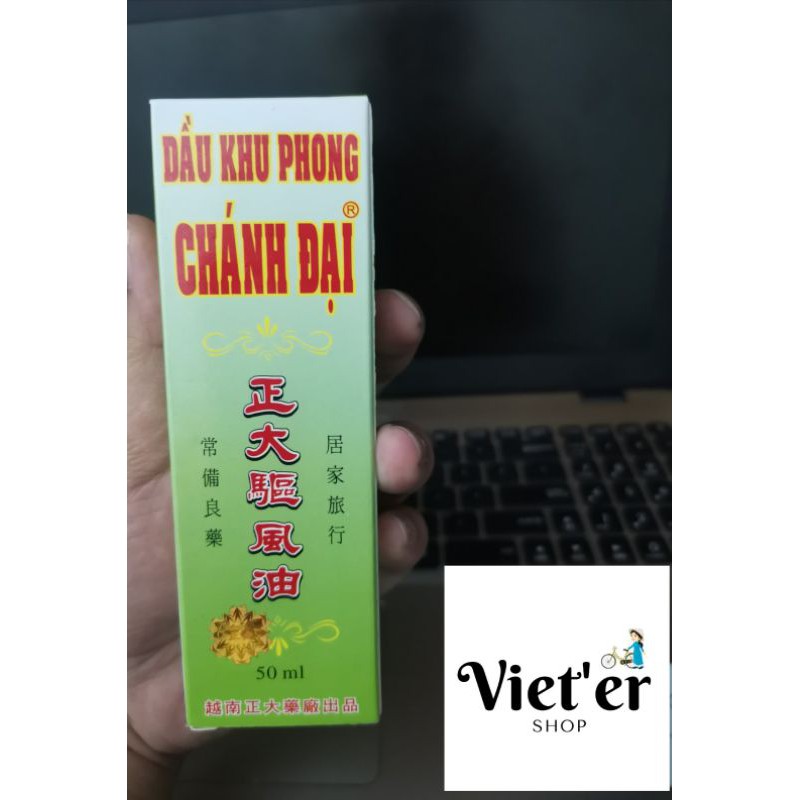 DẦU KHU PHONG
CHÁNH ĐẠI®
正大驅風油
居家旅行
常備良藥
50 ml
越南正大藥廠出品
Viet'er
SHOP